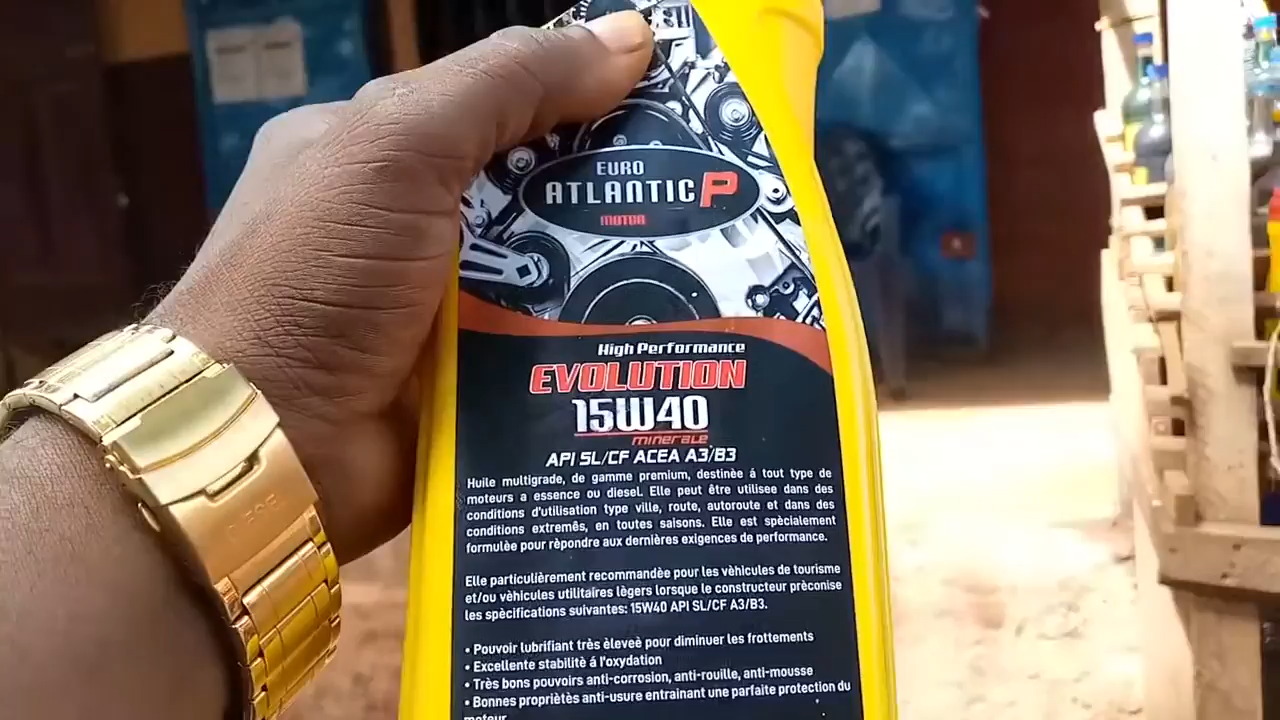 EURO
ATLANTIC P
MOTOR
High Performance
EVOLUTION
15W40
minerale
API SL/CF ACEA A3/B3
Huile multigrade, de gamme premium, destinèe á tout type de
moteurs a essence ou diesel. Elle peut être utilisee dans des
conditions d'utilisation type ville, route, autoroute et dans des
conditions extremês, en toutes saisons. Elle est spècialement
formulèe pour rèpondre aux dernières exigences de performance.
Elle particulièrement recommandèe pour les vèhicules de tourisme
et/ou vèhicules utilitaires lègers lorsque le constructeur prèconise
les spècifications suivantes: 15W40 API SL/CF A3/B3.
• Pouvoir lubrifiant très èleveè pour diminuer les frottements
• Excellente stabilitè á l'oxydation
• Très bons pouvoirs anti-corrosion, anti-rouille, anti-mousse
• Bonnes propriètès anti-usure entrainant une parfaite protection du
moteur